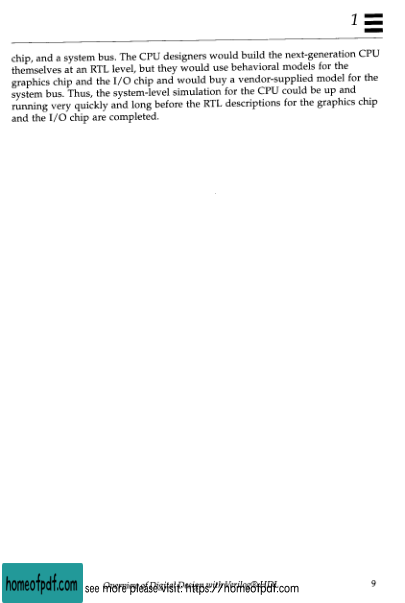 1
chip, and a system bus. The CPU designers would build the next-generation CPU
themselves at an RTL level, but they would use behavioral models for the
graphics chip and the I/O chip and would buy a vendor-supplied model for the
system bus. Thus, the system-level simulation for the CPU could be up and
running very quickly and long before the RTL descriptions for the graphics chip
and the I/O chip are completed.
Overview of Digital Design with Verilog® HDL
9
homeofpdf.com
see more please visit: https://homeofpdf.com